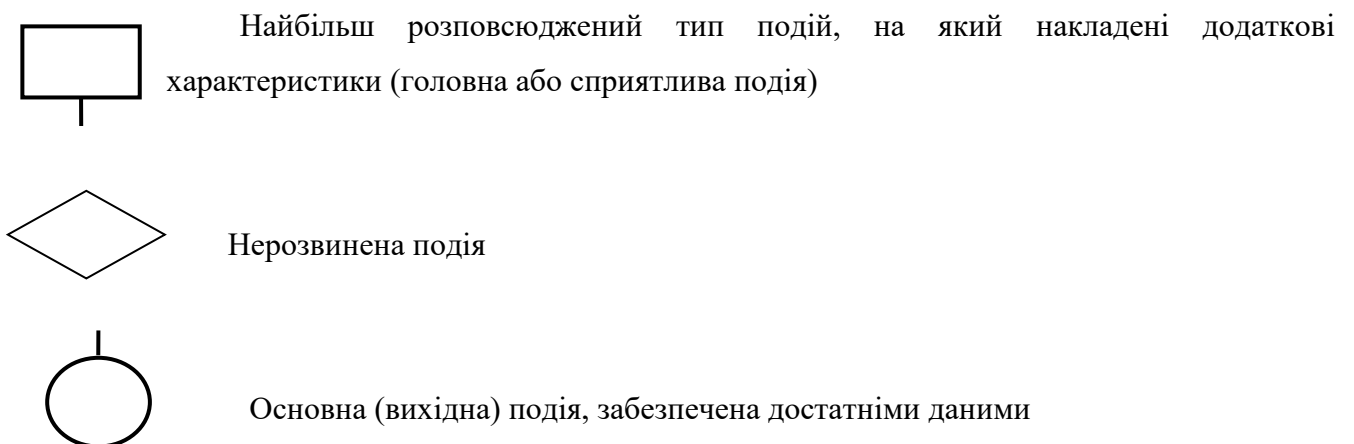 Найбільш розповсюджений тип подій, на який накладені додаткові
характеристики (головна або сприятлива подія)
Нерозвинена подія
Основна (вихідна) подія, забезпечена достатніми даними